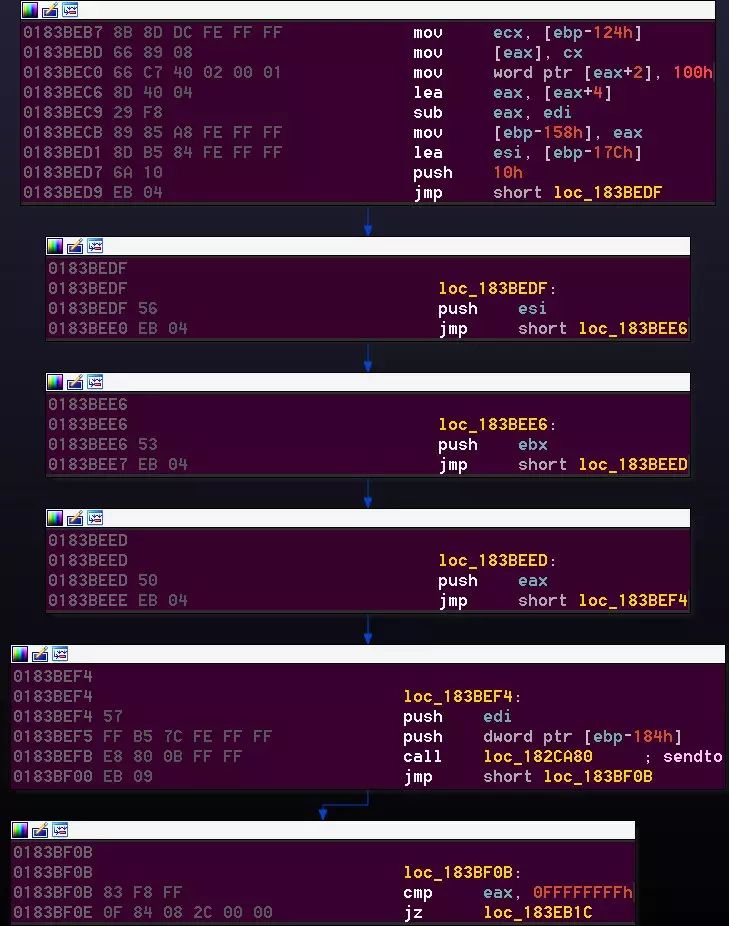 0183BEB7 8B 8D DC FE FF FF mov ecx, [ebp-124h]
0183BEBD 66 89 08 mov [eax], cx
0183BEC0 66 C7 40 02 00 01 mov word ptr [eax+2], 100h
0183BEC6 8D 40 04 lea eax, [eax+4]
0183BEC9 29 F8 sub eax, edi
0183BECB 89 85 A8 FE FF FF mov [ebp-158h], eax
0183BED1 8D B5 84 FE FF FF lea esi, [ebp-17Ch]
0183BED7 6A 10 push 10h
0183BED9 EB 04 jmp short loc_183BEDF
0183BEDF
0183BEDF loc_183BEDF:
0183BEDF 56 push esi
0183BEE0 EB 04 jmp short loc_183BEE6
0183BEE6
0183BEE6 loc_183BEE6:
0183BEE6 53 push ebx
0183BEE7 EB 04 jmp short loc_183BEED
0183BEED
0183BEED loc_183BEED:
0183BEED 50 push eax
0183BEEE EB 04 jmp short loc_183BEF4
0183BEF4
0183BEF4 loc_183BEF4:
0183BEF4 57 push edi
0183BEF5 FF B5 7C FE FF FF push dword ptr [ebp-184h]
0183BEFB E8 80 0B FF FF call loc_182CA80 ; sendto
0183BF00 EB 09 jmp short loc_183BF0B
0183BF0B
0183BF0B loc_183BF0B:
0183BF0B 83 F8 FF cmp eax, 0FFFFFFFFh
0183BF0E 0F 84 08 2C 00 00 jz loc_183EB1C